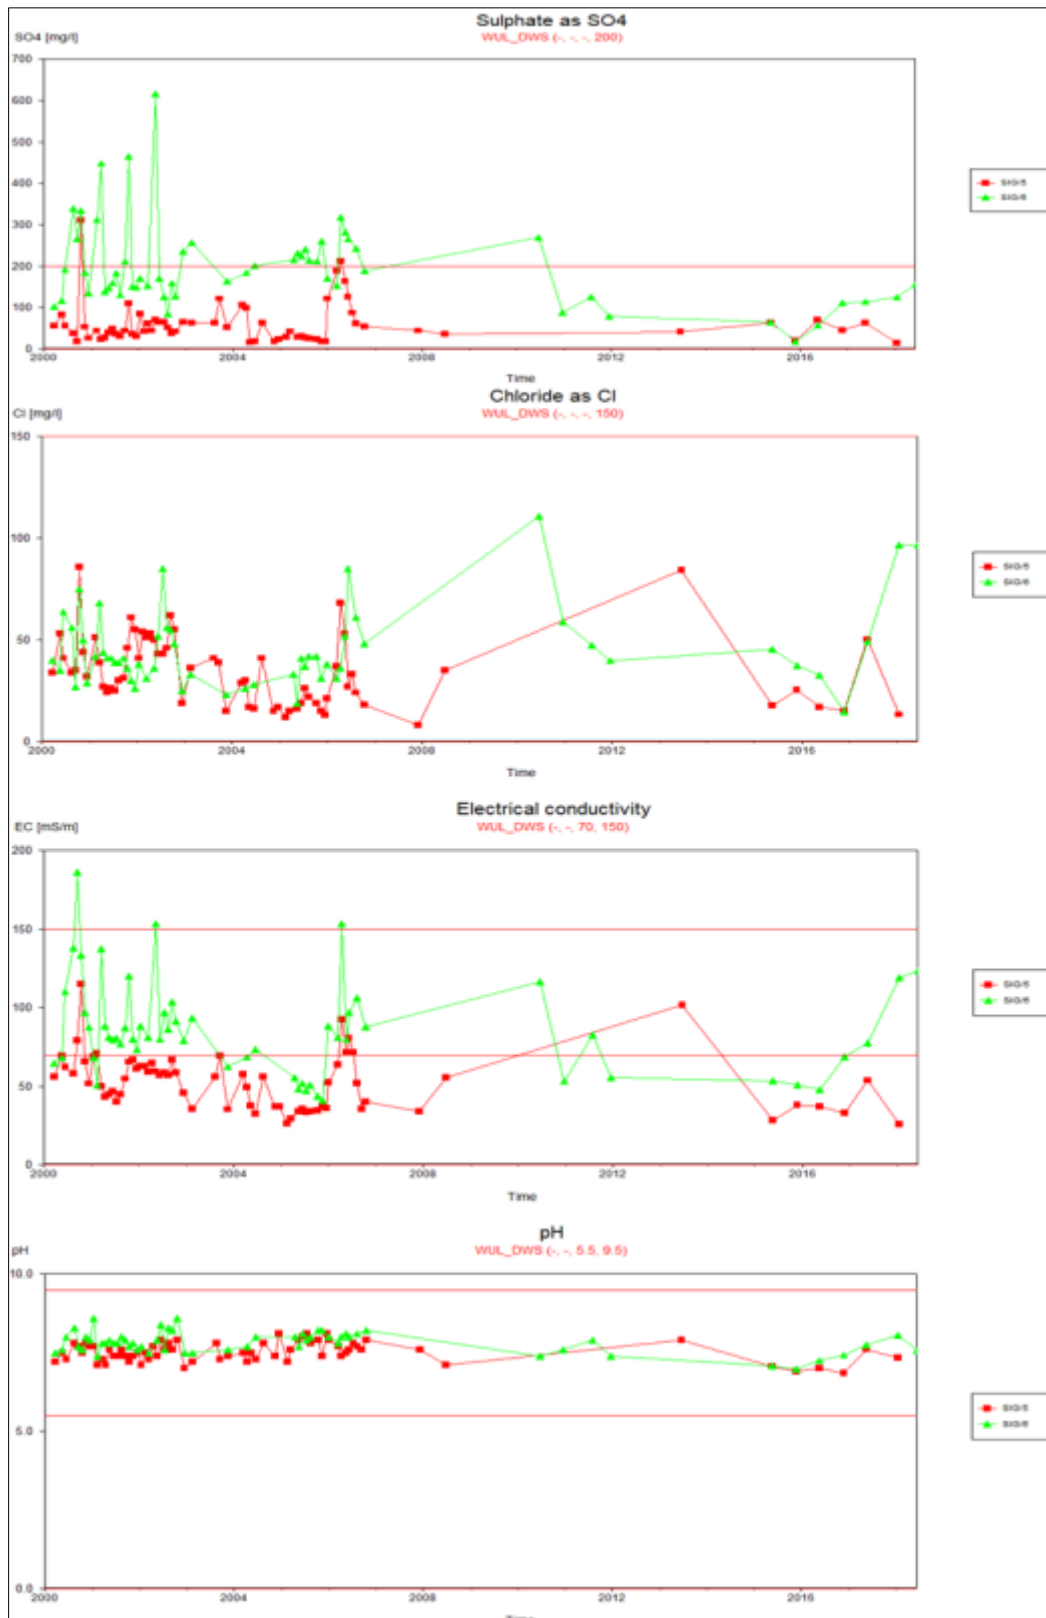 Sulphate as SO4
SO4 [mg/l]
WUL_DWS (-, -, -, 200)
700
600
500
400
300
200
100
0
2000 2004 2008 2012 2016
Time
SIG/5
SIG/6
Chloride as Cl
Cl [mg/l]
WUL_DWS (-, -, -, 150)
150
100
50
0
2000 2004 2008 2012 2016
Time
SIG/5
SIG/6
Electrical conductivity
EC [mS/m]
WUL_DWS (-, -, 70, 150)
200
150
100
50
0
2000 2004 2008 2012 2016
Time
SIG/5
SIG/6
pH
pH
WUL_DWS (-, -, 5.5, 9.5)
10.0
5.0
0.0
2000 2004 2008 2012 2016
Time
SIG/5
SIG/6